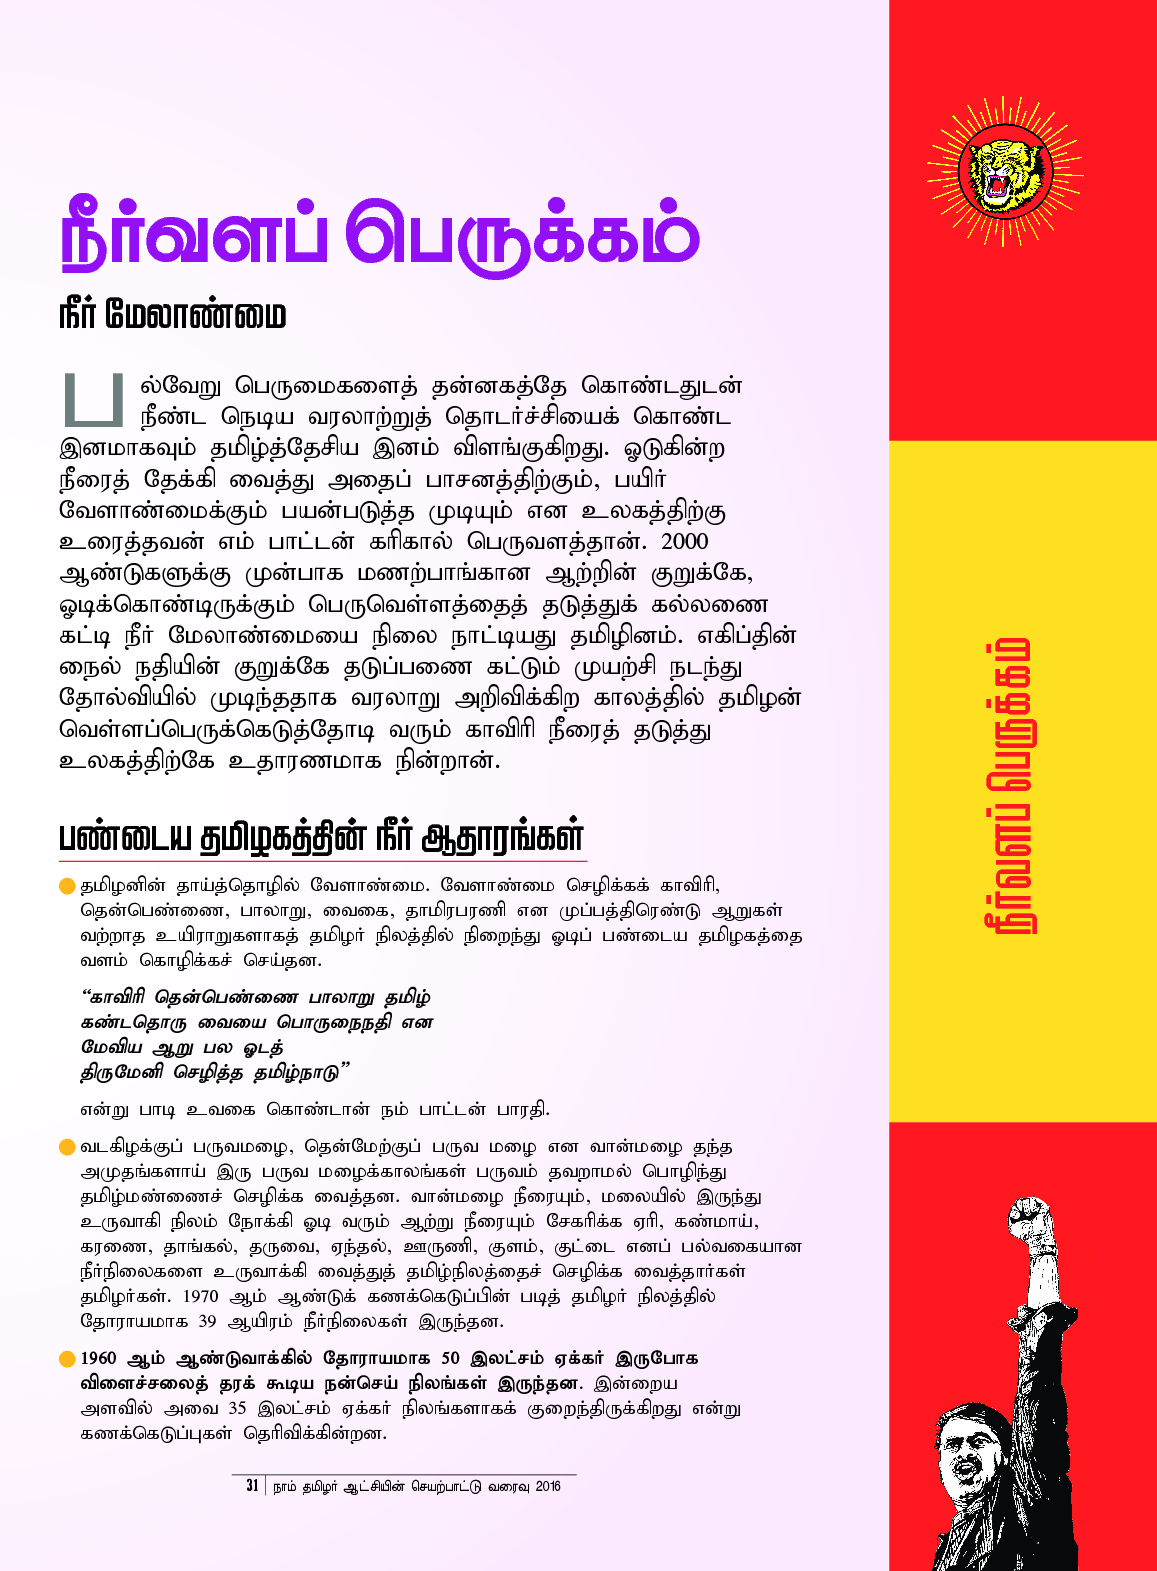 நீர்வளப் பெருக்கம்
நீர் மேலாண்மை
பல்வேறு பெருமைகளைத் தன்னகத்தே கொண்டதுடன்
நீண்ட நெடிய வரலாற்றுத் தொடர்ச்சியைக் கொண்ட
இனமாகவும் தமிழ்த்தேசிய இனம் விளங்குகிறது. ஓடுகின்ற
நீரைத் தேக்கி வைத்து அதைப் பாசனத்திற்கும், பயிர்
வேளாண்மைக்கும் பயன்படுத்த முடியும் என உலகத்திற்கு
உரைத்தவன் எம் பாட்டன் கரிகால் பெருவளத்தான். 2000
ஆண்டுகளுக்கு முன்பாக மணற்பாங்கான ஆற்றின் குறுக்கே,
ஓடிக்கொண்டிருக்கும் பெருவெள்ளத்தைத் தடுத்துக் கல்லணை
கட்டி நீர் மேலாண்மையை நிலை நாட்டியது தமிழினம். எகிப்தின்
நைல் நதியின் குறுக்கே தடுப்பணை கட்டும் முயற்சி நடந்து
தோல்வியில் முடிந்ததாக வரலாறு அறிவிக்கிற காலத்தில் தமிழன்
வெள்ளப்பெருக்கெடுத்தோடி வரும் காவிரி நீரைத் தடுத்து
உலகத்திற்கே உதாரணமாக நின்றான்.
பண்டைய தமிழகத்தின் நீர் ஆதாரங்கள்
தமிழனின் தாய்த்தொழில் வேளாண்மை. வேளாண்மை செழிக்கக் காவிரி,
தென்பெண்ணை, பாலாறு, வைகை, தாமிரபரணி என முப்பத்திரெண்டு ஆறுகள்
வற்றாத உயிராறுகளாகத் தமிழர் நிலத்தில் நிறைந்து ஓடிப் பண்டைய தமிழகத்தை
வளம் கொழிக்கச் செய்தன.
“காவிரி தென்பெண்ணை பாலாறு தமிழ்
கண்டதொரு வையை பொருநைநதி என
மேவிய ஆறு பல ஓடத்
திருமேனி செழித்த தமிழ்நாடு”
என்று பாடி உவகை கொண்டான் நம் பாட்டன் பாரதி.
வடகிழக்குப் பருவமழை, தென்மேற்குப் பருவ மழை என வான்மழை தந்த
அமுதங்களாய் இரு பருவ மழைக்காலங்கள் பருவம் தவறாமல் பொழிந்து
தமிழ்மண்ணைச் செழிக்க வைத்தன. வான்மழை நீரையும், மலையில் இருந்து
உருவாகி நிலம் நோக்கி ஓடி வரும் ஆற்று நீரையும் சேகரிக்க ஏரி, கண்மாய்,
கரணை, தாங்கல், தருவை, ஏந்தல், ஊருணி, குளம், குட்டை எனப் பல்வகையான
நீர்நிலைகளை உருவாக்கி வைத்துத் தமிழ்நிலத்தைச் செழிக்க வைத்தார்கள்
தமிழர்கள். 1970 ஆம் ஆண்டுக் கணக்கெடுப்பின் படித் தமிழர் நிலத்தில்
தோராயமாக 39 ஆயிரம் நீர்நிலைகள் இருந்தன.
1960 ஆம் ஆண்டுவாக்கில் தோராயமாக 50 இலட்சம் ஏக்கர் இருபோக
விளைச்சலைத் தரக் கூடிய நன்செய் நிலங்கள் இருந்தன. இன்றைய
அளவில் அவை 35 இலட்சம் ஏக்கர் நிலங்களாகக் குறைந்திருக்கிறது என்று
கணக்கெடுப்புகள் தெரிவிக்கின்றன.
31 நாம் தமிழர் ஆட்சியின் செயற்பாட்டு வரைவு 2016
நீர்வளப் பெருக்கம்